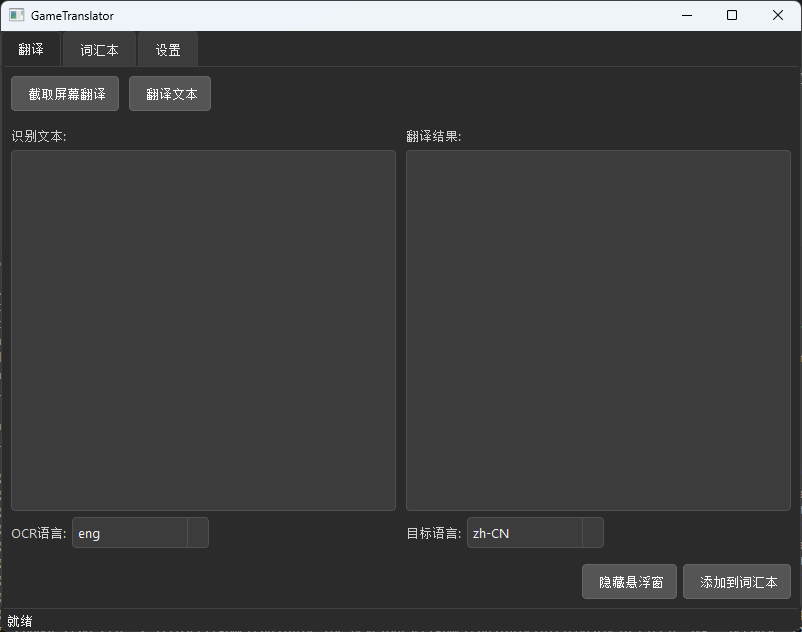 GameTranslator
翻译 词汇本 设置
截取屏幕翻译 翻译文本
识别文本: 翻译结果:
OCR语言: eng 目标语言: zh-CN
隐藏悬浮窗 添加到词汇本
就绪